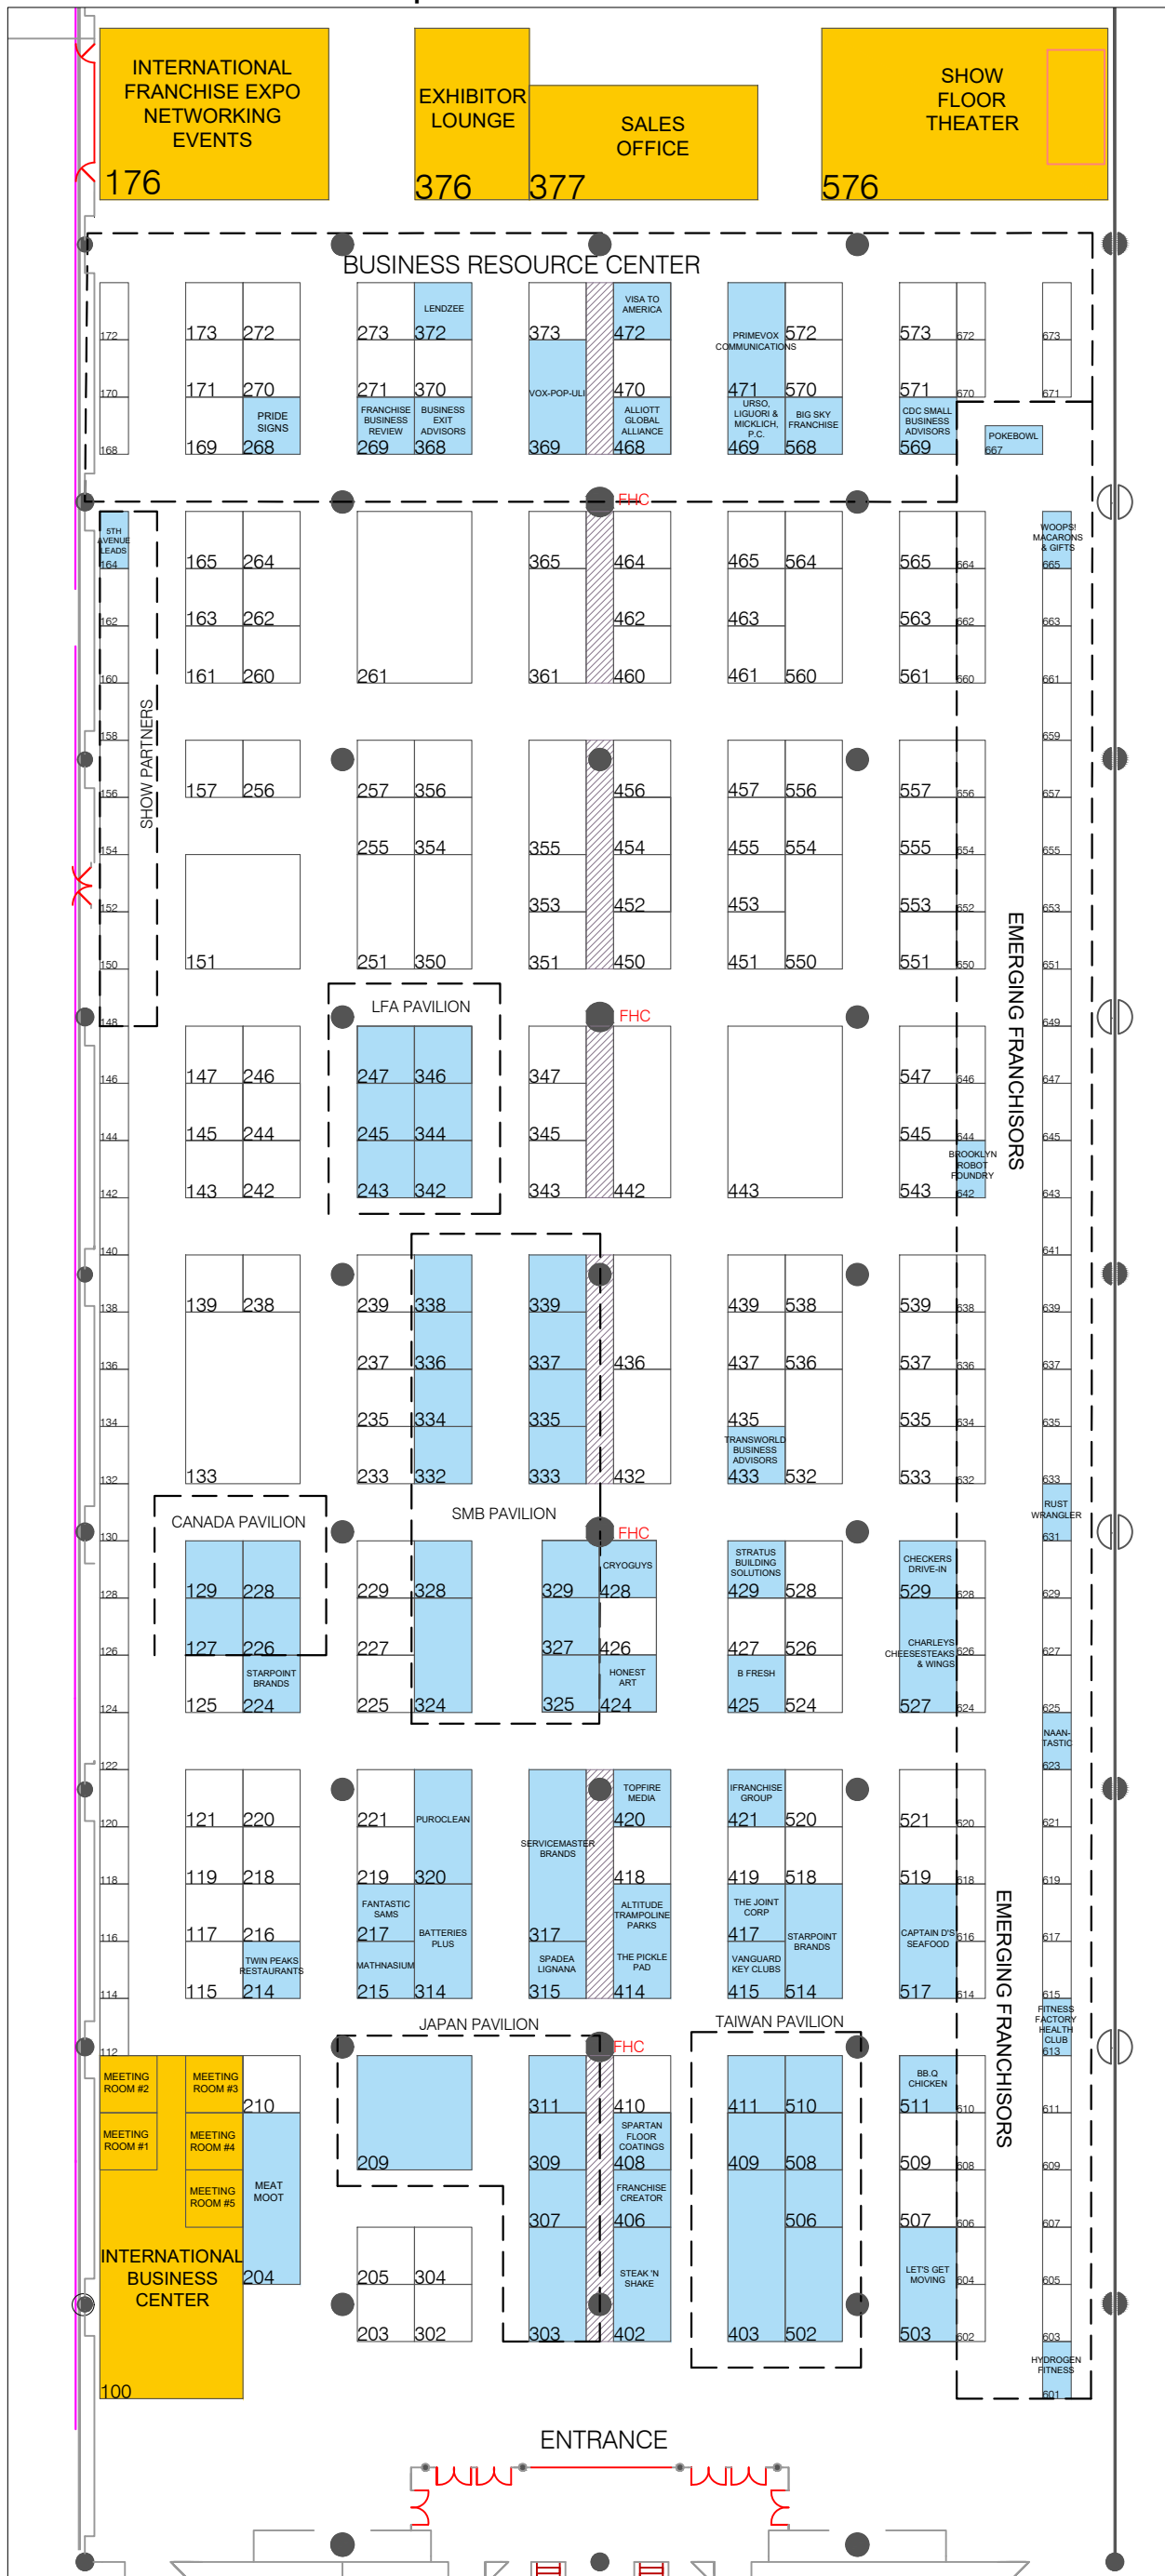 INTERNATIONAL
FRANCHISE EXPO
NETWORKING
EVENTS
176
EXHIBITOR
LOUNGE
376
SALES
OFFICE
377
SHOW
FLOOR
THEATER
576
BUSINESS RESOURCE CENTER
172
173 272
273
LENDZEE
372
373
VISA TO
AMERICA
472
PRIMEVOX
COMMUNICATIONS
471
572
573
672
673
170
171 270
271 370
VOX-POP-ULI
369
470
570
571
670
671
168
169
PRIDE
SIGNS
268
FRANCHISE
BUSINESS
REVIEW
269
BUSINESS
EXIT
ADVISORS
368
ALLIOTT
GLOBAL
ALLIANCE
468
URSO,
LIGUORI &
MICKLICH,
P.C.
469
BIG SKY
FRANCHISE
568
CDC SMALL
BUSINESS
ADVISORS
569
POKEBOWL
667
FHC
5TH
AVENUE
LEADS
164
165 264
365
464
465 564
565
664
WOOPS!
MACARONS
& GIFTS
665
162
163 262
462
463
563
662
663
160
161 260
261
361
460
461 560
561
660
661
SHOW PARTNERS
158
659
156
157 256
257 356
456
457 556
557
656
657
154
255 354
355
454
455 554
555
654
655
152
353
452
453
553
652
653
150
151
251 350
351
450
451 550
551
650
651
EMERGING FRANCHISORS
LFA PAVILION
FHC
148
649
146
147 246
247 346
347
547
646
647
144
145 244
245 344
345
545
644
645
142
143 242
243 342
343
442
443
543
BROOKLYN
ROBOT
FOUNDRY
642
643
140
641
138
139 238
239 338
339
439 538
539
638
639
136
237 336
337
436
437 536
537
636
637
134
235 334
335
435
535
634
635
132
133
233 332
333
432
TRANSWORLD
BUSINESS
ADVISORS
433
532
533
632
633
CANADA PAVILION
SMB PAVILION
FHC
130
RUST
WRANGLER
631
128
129 228
229 328
329
CRYOGUYS
428
STRATUS
BUILDING
SOLUTIONS
429
528
CHECKERS
DRIVE-IN
529
628
629
126
127 226
227
327
426
427 526
CHARLEYS
CHEESESTEAKS
& WINGS
527
626
627
124
125
STARPOINT
BRANDS
224
225 324
325
HONEST
ART
424
B FRESH
425
524
624
625
122
NAAN-
TASTIC
623
120
121 220
221
PUROCLEAN
320
SERVICEMASTER
BRANDS
317
TOPFIRE
MEDIA
420
IFRANCHISE
GROUP
421
520
521
620
621
118
119 218
219
418
419 518
519
618
619
116
117 216
FANTASTIC
SAMS
217
BATTERIES
PLUS
314
ALTITUDE
TRAMPOLINE
PARKS
THE PICKLE
PAD
414
THE JOINT
CORP
417
STARPOINT
BRANDS
514
CAPTAIN D'S
SEAFOOD
517
616
617
114
115
TWIN PEAKS
RESTAURANTS
214
MATHNASIUM
215
SPADEA
LIGNANA
315
VANGUARD
KEY CLUBS
415
614
615
EMERGING FRANCHISORS
JAPAN PAVILION
TAIWAN PAVILION
FHC
112
FITNESS
FACTORY
HEALTH
CLUB
613
MEETING
ROOM #2
MEETING
ROOM #3
210
311
410
411 510
BB.Q
CHICKEN
511
610
611
MEETING
ROOM #1
MEETING
ROOM #4
209
309
SPARTAN
FLOOR
COATINGS
408
409 508
509
608
609
MEETING
ROOM #5
MEAT
MOOT
204
307
FRANCHISE
CREATOR
406
506
507
606
607
INTERNATIONAL
BUSINESS
CENTER
100
205 304
STEAK 'N
SHAKE
402
LET'S GET
MOVING
503
604
605
203 302
303
403 502
602
603
HYDROGEN
FITNESS
601
ENTRANCE